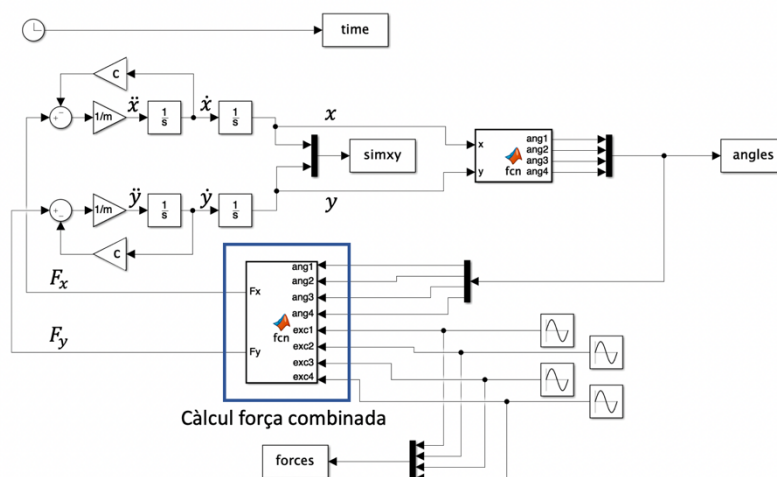 time
C
1/m
ẍ
1/s
ẋ
1/s
x
simxy
x
y
fcn
ang1
ang2
ang3
ang4
angles
1/m
ÿ
1/s
ẏ
1/s
y
C
Fx
Fy
Fx
Fy
fcn
ang1
ang2
ang3
ang4
exc1
exc2
exc3
exc4
Càlcul força combinada
forces